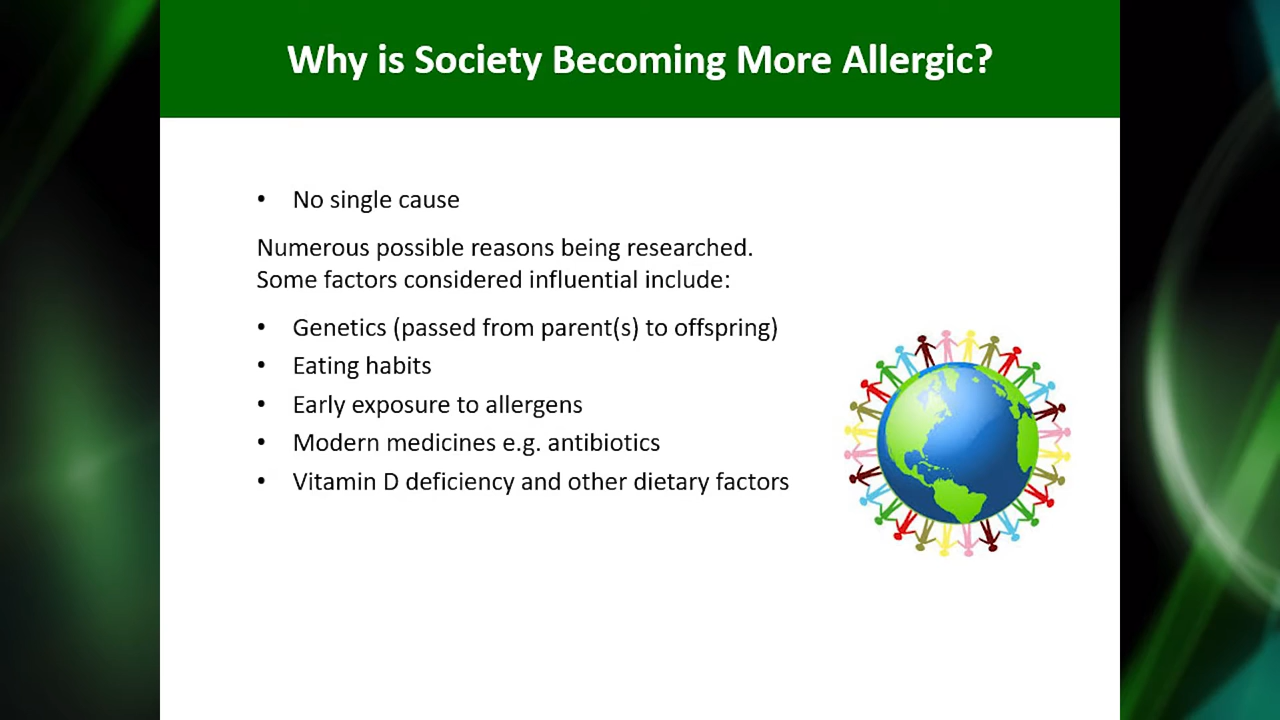 Why is Society Becoming More Allergic?
• No single cause
Numerous possible reasons being researched.
Some factors considered influential include:
• Genetics (passed from parent(s) to offspring)
• Eating habits
• Early exposure to allergens
• Modern medicines e.g. antibiotics
• Vitamin D deficiency and other dietary factors